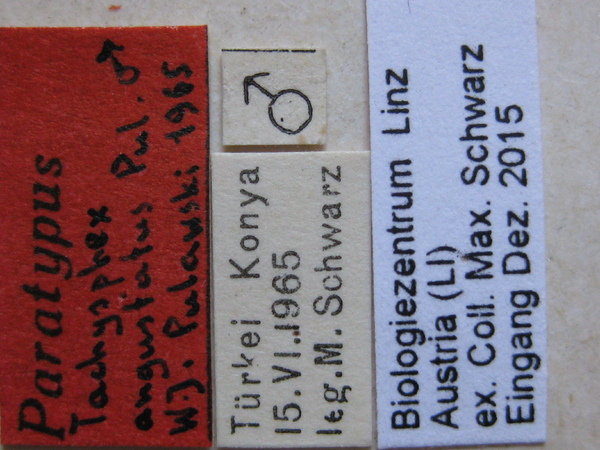 Paratypus
Tachysphex
angustatus Pul. ♂
W.J. Pulawski 1965
♂
Türkei Konya
15.VI.1965
leg.M.Schwarz
Biologiezentrum Linz
Austria (LI)
ex. Coll. Max. Schwarz
Eingang Dez. 2015